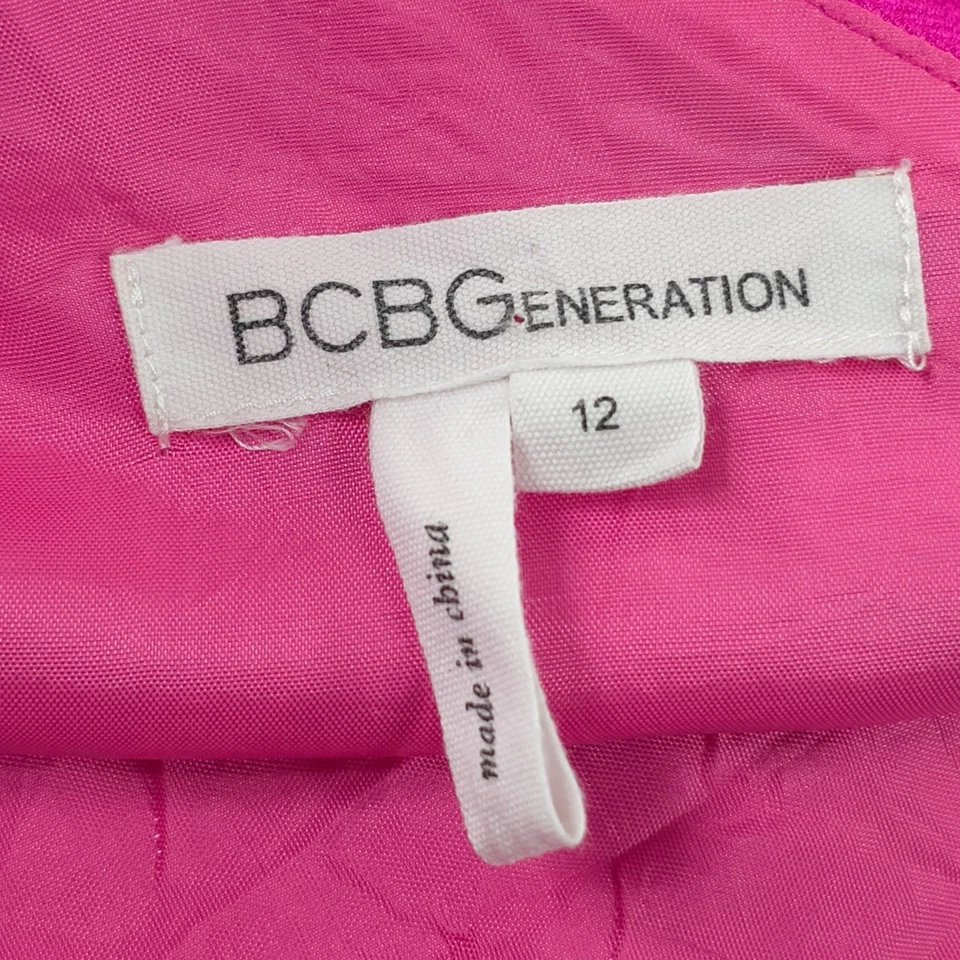 BCBGENERATION
12
made in china